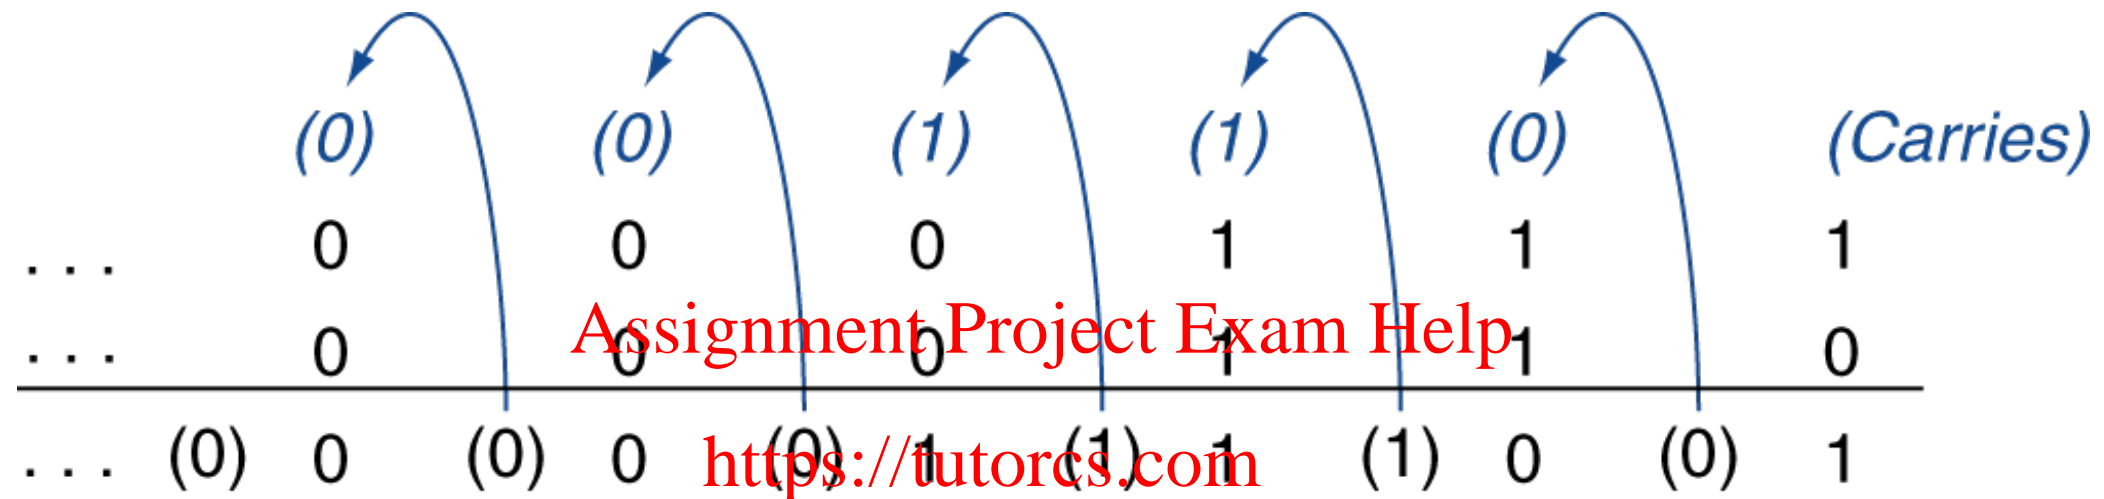 (0) (0) (1) (1) (0) (Carries)
. . . 0 0 0 1 1 1
. . . 0 0 0 1 1 0
Assignment Project Exam Help
. . . (0) 0 (0) 0 (0) 1 (1) 1 (1) 0 (0) 1
https://tutorcs.com